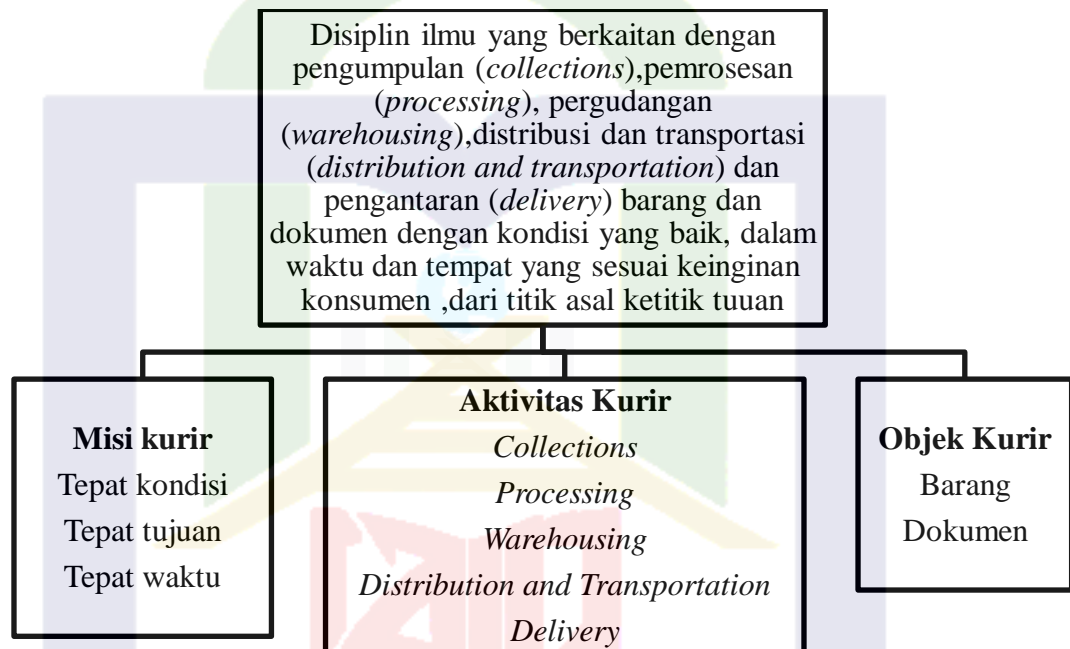 Disiplin ilmu yang berkaitan dengan
pengumpulan (collections),pemrosesan
(processing), pergudangan
(warehousing),distribusi dan transportasi
(distribution and transportation) dan
pengantaran (delivery) barang dan
dokumen dengan kondisi yang baik, dalam
waktu dan tempat yang sesuai keinginan
konsumen ,dari titik asal ketitik tuuan
Misi kurir
Tepat kondisi
Tepat tujuan
Tepat waktu
Aktivitas Kurir
Collections
Processing
Warehousing
Distribution and Transportation
Delivery
Objek Kurir
Barang
Dokumen